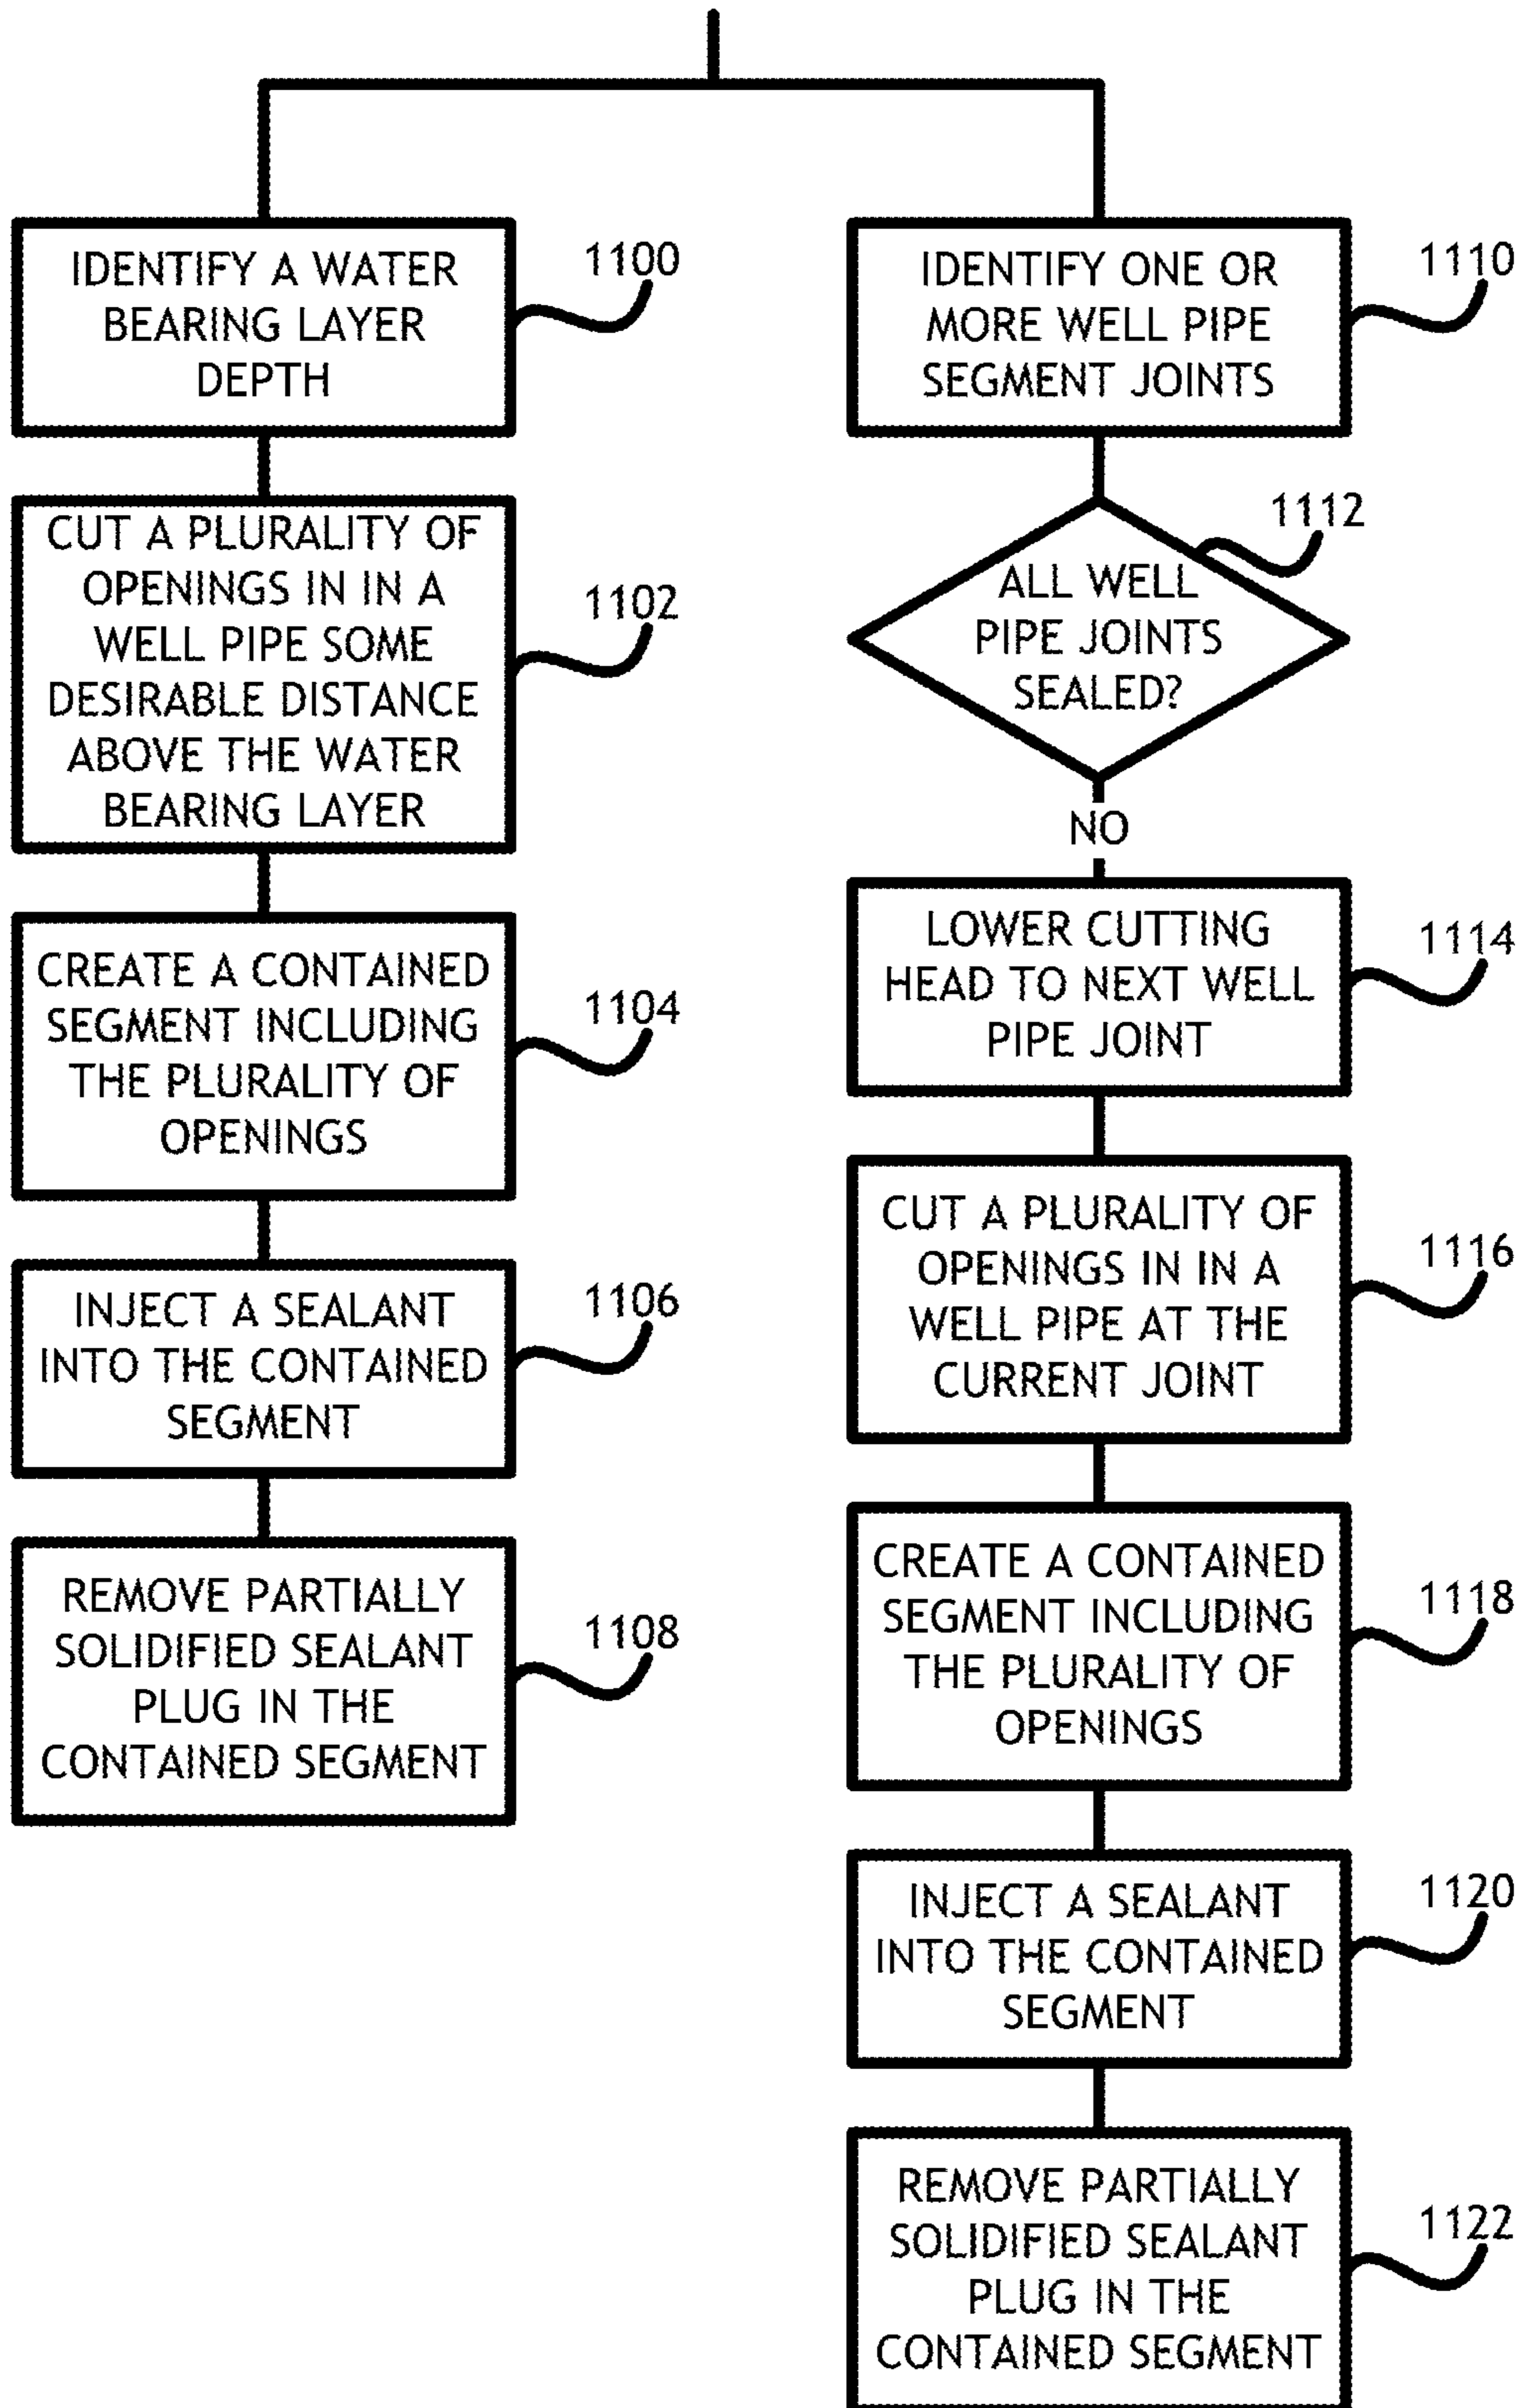 IDENTIFY A WATER
BEARING LAYER
DEPTH
1100
CUT A PLURALITY OF
OPENINGS IN IN A
WELL PIPE SOME
DESIRABLE DISTANCE
ABOVE THE WATER
BEARING LAYER
1102
CREATE A CONTAINED
SEGMENT INCLUDING
THE PLURALITY OF
OPENINGS
1104
INJECT A SEALANT
INTO THE CONTAINED
SEGMENT
1106
REMOVE PARTIALLY
SOLIDIFIED SEALANT
PLUG IN THE
CONTAINED SEGMENT
1108
IDENTIFY ONE OR
MORE WELL PIPE
SEGMENT JOINTS
1110
ALL WELL
PIPE JOINTS
SEALED?
1112
NO
LOWER CUTTING
HEAD TO NEXT WELL
PIPE JOINT
1114
CUT A PLURALITY OF
OPENINGS IN IN A
WELL PIPE AT THE
CURRENT JOINT
1116
CREATE A CONTAINED
SEGMENT INCLUDING
THE PLURALITY OF
OPENINGS
1118
INJECT A SEALANT
INTO THE CONTAINED
SEGMENT
1120
REMOVE PARTIALLY
SOLIDIFIED SEALANT
PLUG IN THE
CONTAINED SEGMENT
1122